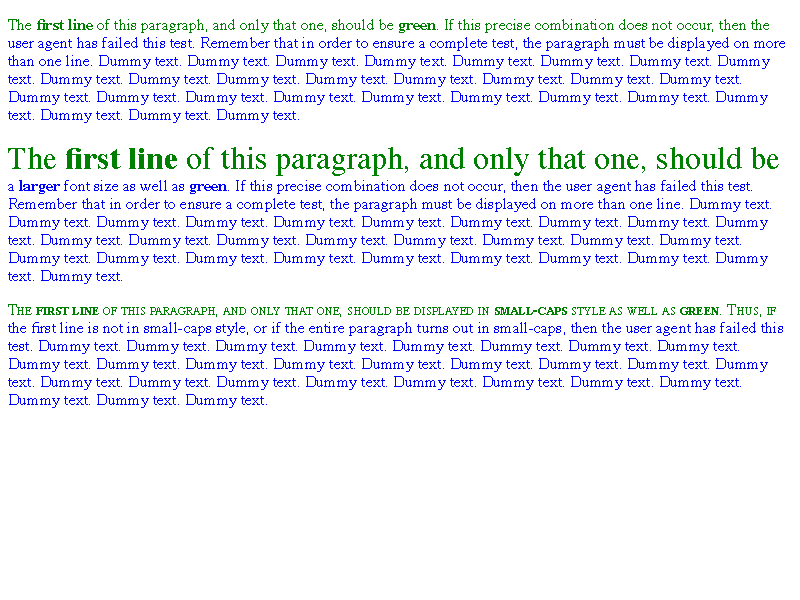 The first line of this paragraph, and only that one, should be green. If this precise combination does not occur, then the
user agent has failed this test. Remember that in order to ensure a complete test, the paragraph must be displayed on more
than one line. Dummy text. Dummy text. Dummy text. Dummy text. Dummy text. Dummy text. Dummy text. Dummy
text. Dummy text. Dummy text. Dummy text. Dummy text. Dummy text. Dummy text. Dummy text. Dummy text.
Dummy text. Dummy text. Dummy text. Dummy text. Dummy text. Dummy text. Dummy text. Dummy text. Dummy
text. Dummy text. Dummy text. Dummy text.
The first line of this paragraph, and only that one, should be
a larger font size as well as green. If this precise combination does not occur, then the user agent has failed this test.
Remember that in order to ensure a complete test, the paragraph must be displayed on more than one line. Dummy text.
Dummy text. Dummy text. Dummy text. Dummy text. Dummy text. Dummy text. Dummy text. Dummy text. Dummy
text. Dummy text. Dummy text. Dummy text. Dummy text. Dummy text. Dummy text. Dummy text. Dummy text.
Dummy text. Dummy text. Dummy text. Dummy text. Dummy text. Dummy text. Dummy text. Dummy text. Dummy
text. Dummy text.
The first line of this paragraph, and only that one, should be displayed in small-caps style as well as green. Thus, if
the first line is not in small-caps style, or if the entire paragraph turns out in small-caps, then the user agent has failed this
test. Dummy text. Dummy text. Dummy text. Dummy text. Dummy text. Dummy text. Dummy text. Dummy text.
Dummy text. Dummy text. Dummy text. Dummy text. Dummy text. Dummy text. Dummy text. Dummy text. Dummy
text. Dummy text. Dummy text. Dummy text. Dummy text. Dummy text. Dummy text. Dummy text. Dummy text.
Dummy text. Dummy text. Dummy text.